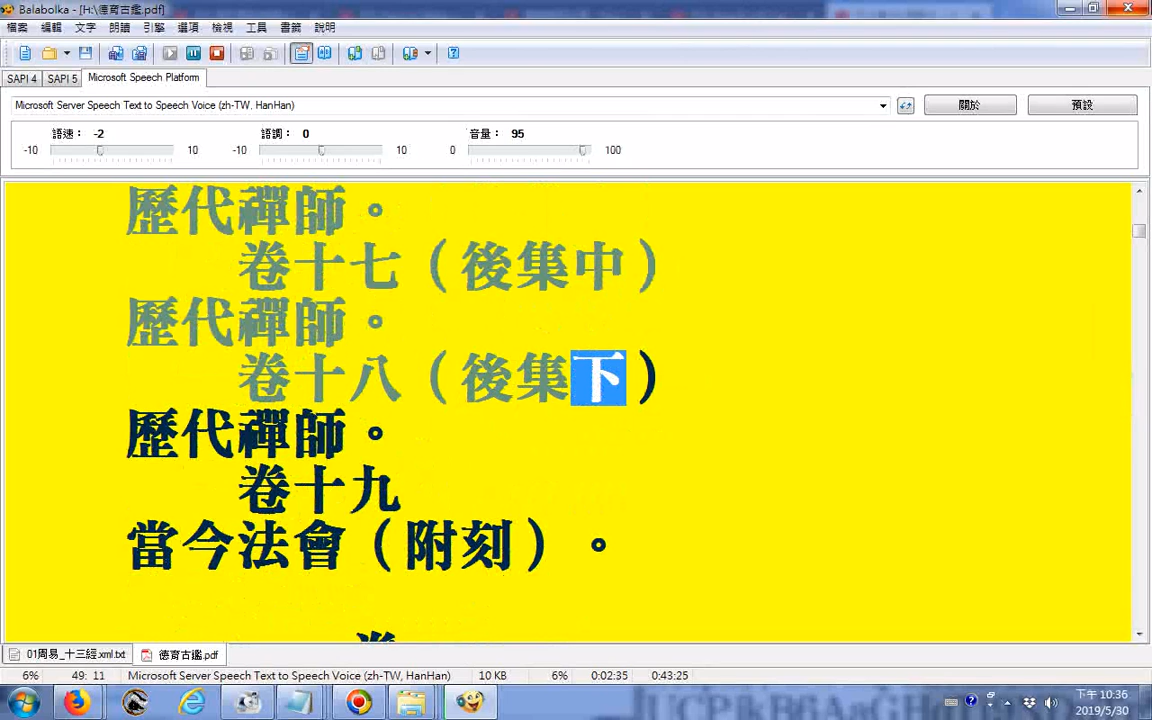 Balabolka - [H:\德育古鑑.pdf]
檔案 編輯 文字 朗讀 引擎 選項 檢視 工具 書籤 說明
SAPI 4 SAPI 5 Microsoft Speech Platform
Microsoft Server Speech Text to Speech Voice (zh-TW, HanHan) 關於 預設
語速： -2 語調： 0 音量： 95
-10 10 -10 10 0 100
歷代禪師。
卷十七（後集中）
歷代禪師。
卷十八（後集下）
歷代禪師。
卷十九
當今法會（附刻）。
01周易_十三經.xml.txt 德育古鑑.pdf
6% 49: 11 Microsoft Server Speech Text to Speech Voice (zh-TW, HanHan) 10 KB 6% 0:02:35 0:43:25
下午 10:36
2019/5/30